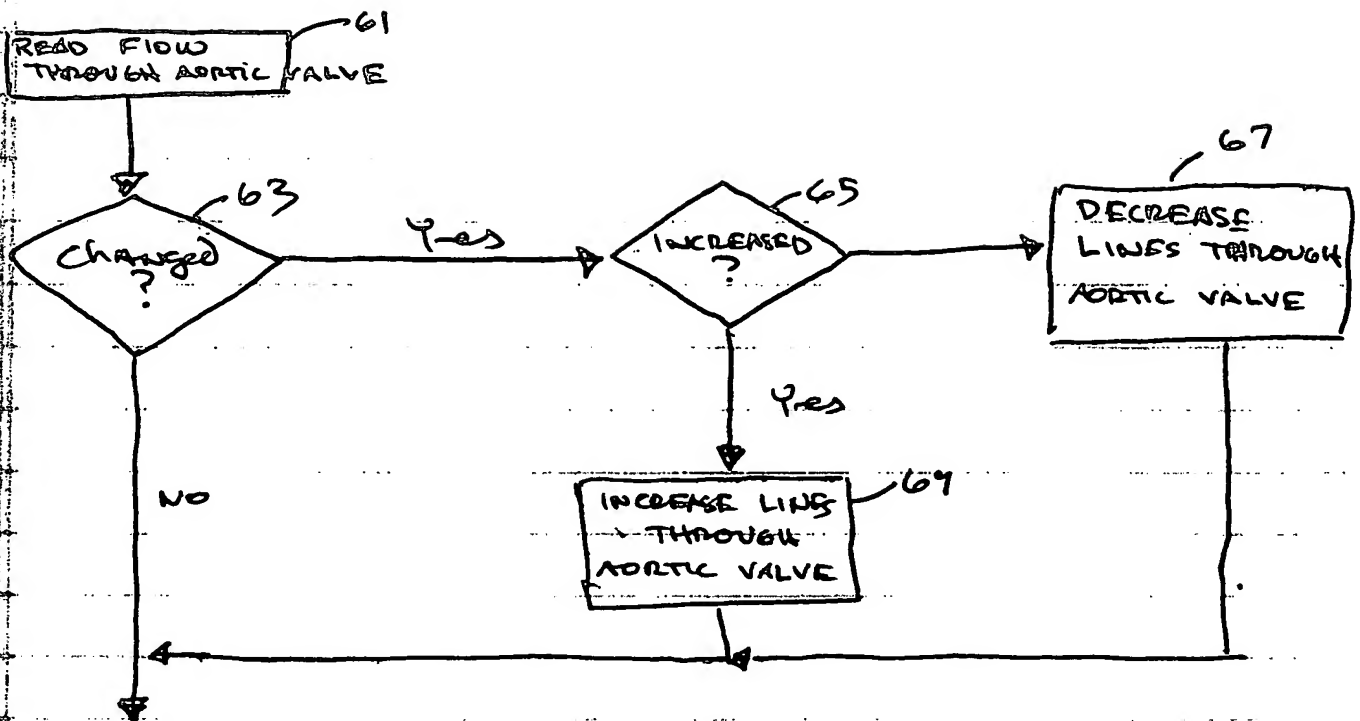 61
READ FLOW
THROUGH AORTIC VALVE
63
Changed
?
Yes
65
INCREASED
?
67
DECREASE
LINES THROUGH
AORTIC VALVE
Yes
NO
69
INCREASE LINES
THROUGH
AORTIC VALVE